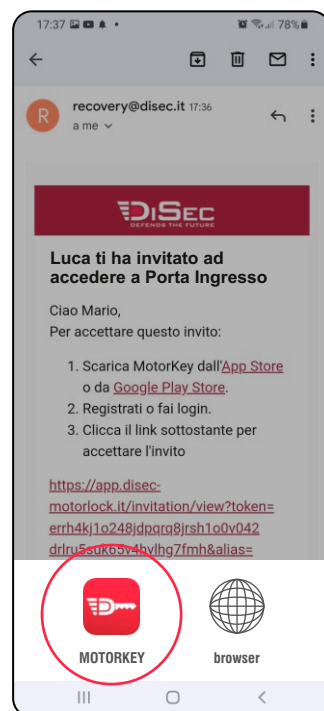 17:37
78%
R
recovery@disec.it 17:36
a me
DiSEC
DEFENDS THE FUTURE
Luca ti ha invitato ad
accedere a Porta Ingresso
Ciao Mario,
Per accettare questo invito:
1. Scarica MotorKey dall'App Store
o da Google Play Store.
2. Registrati o fai login.
3. Clicca il link sottostante per
accettare l'invito
https://app.disec-
motorlock.it/invitation/view?token=
errh4kj1o248jdpqrq8jrsh1o0v042
drlru5suk65v4hvlhg7fmh&alias=
MOTORKEY
browser